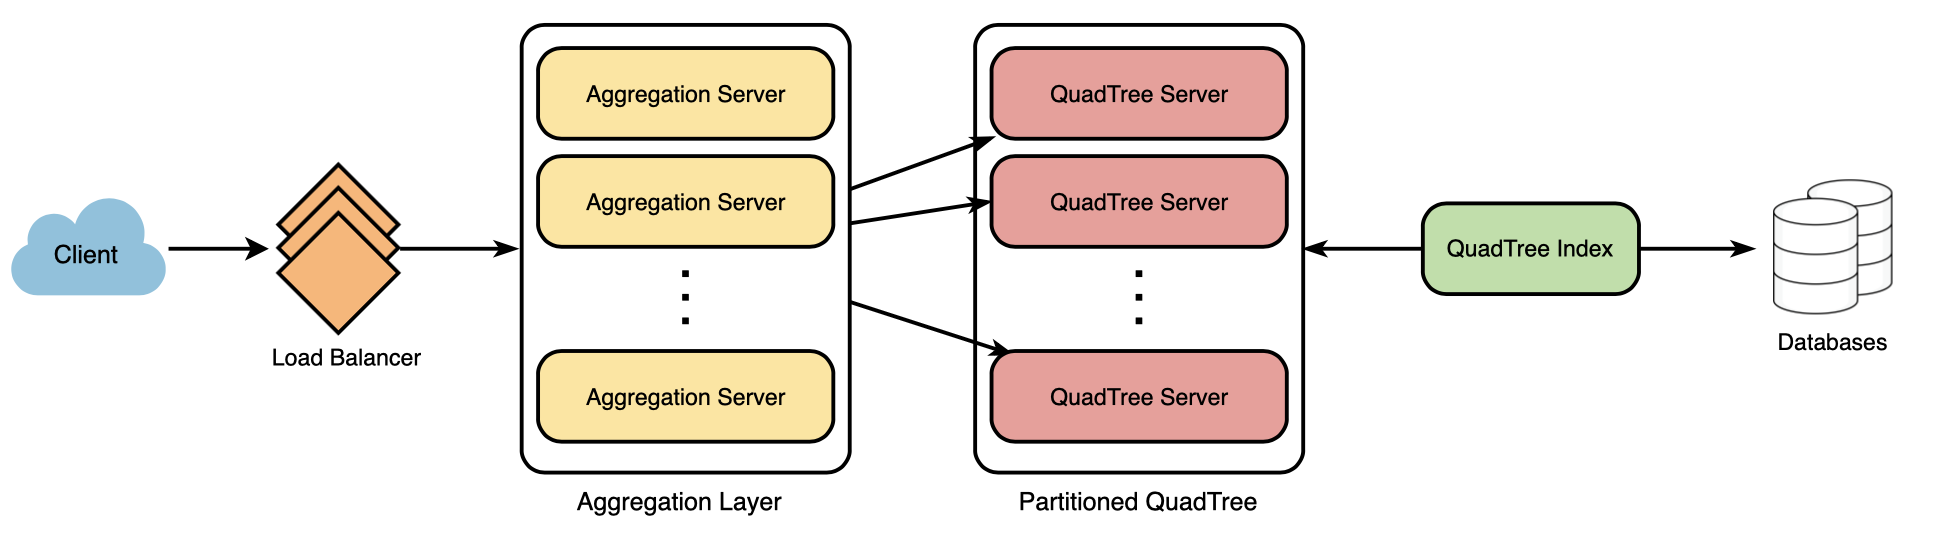 Client
Load Balancer
Aggregation Server
Aggregation Server
Aggregation Server
Aggregation Layer
QuadTree Server
QuadTree Server
QuadTree Server
Partitioned QuadTree
QuadTree Index
Databases